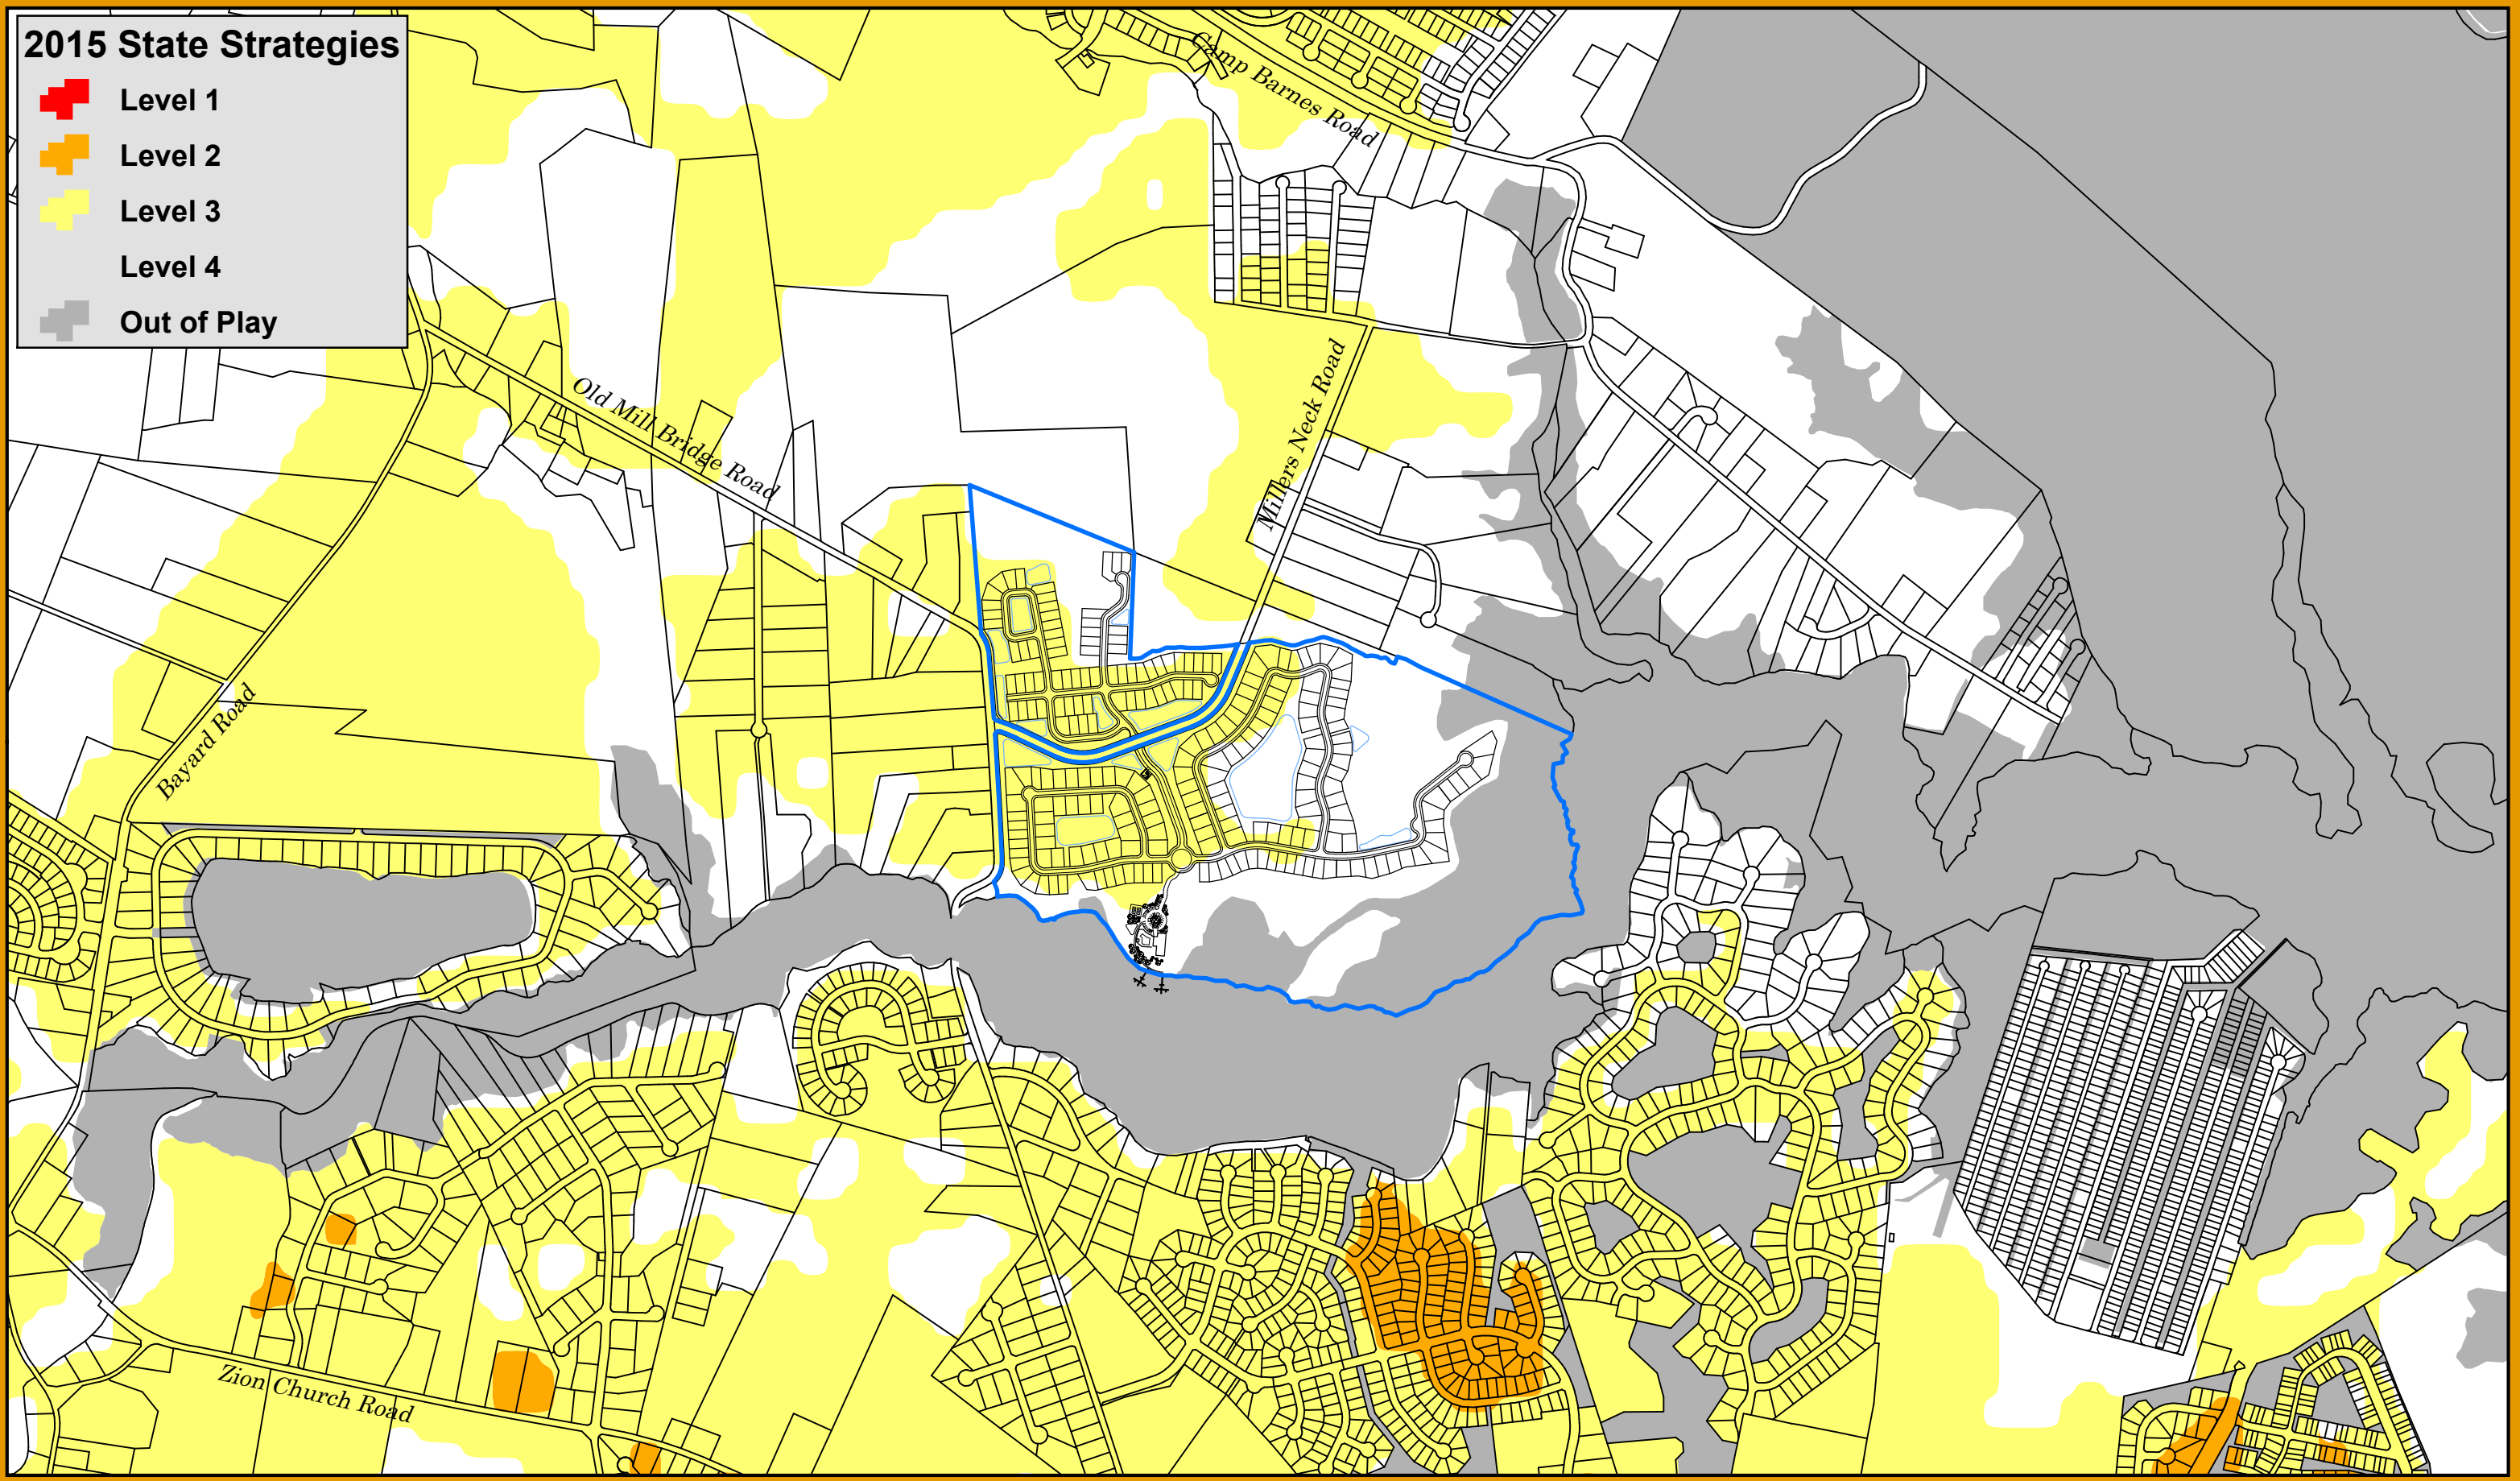 2015 State Strategies
Level 1
Level 2
Level 3
Level 4
Out of Play
Camp Barnes Road
Old Mill Bridge Road
Millers Neck Road
Bayard Road
Zion Church Road